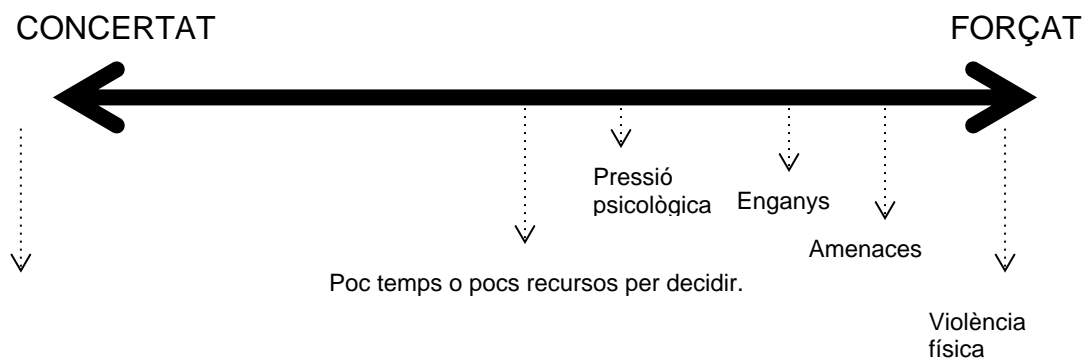 CONCERTAT
FORÇAT
Pressió
psicològica
Enganys
Amenaces
Poc temps o pocs recursos per decidir.
Violència
física